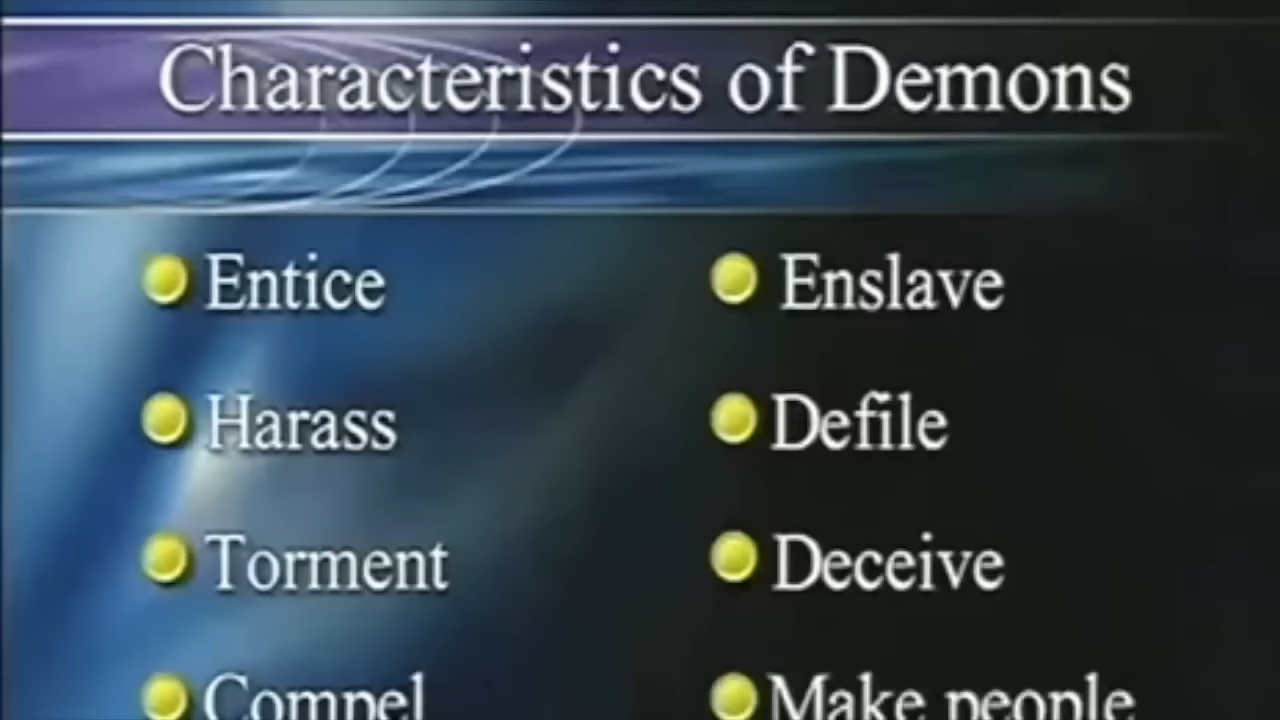 Characteristics of Demons
Entice
Harass
Torment
Compel
Enslave
Defile
Deceive
Make people